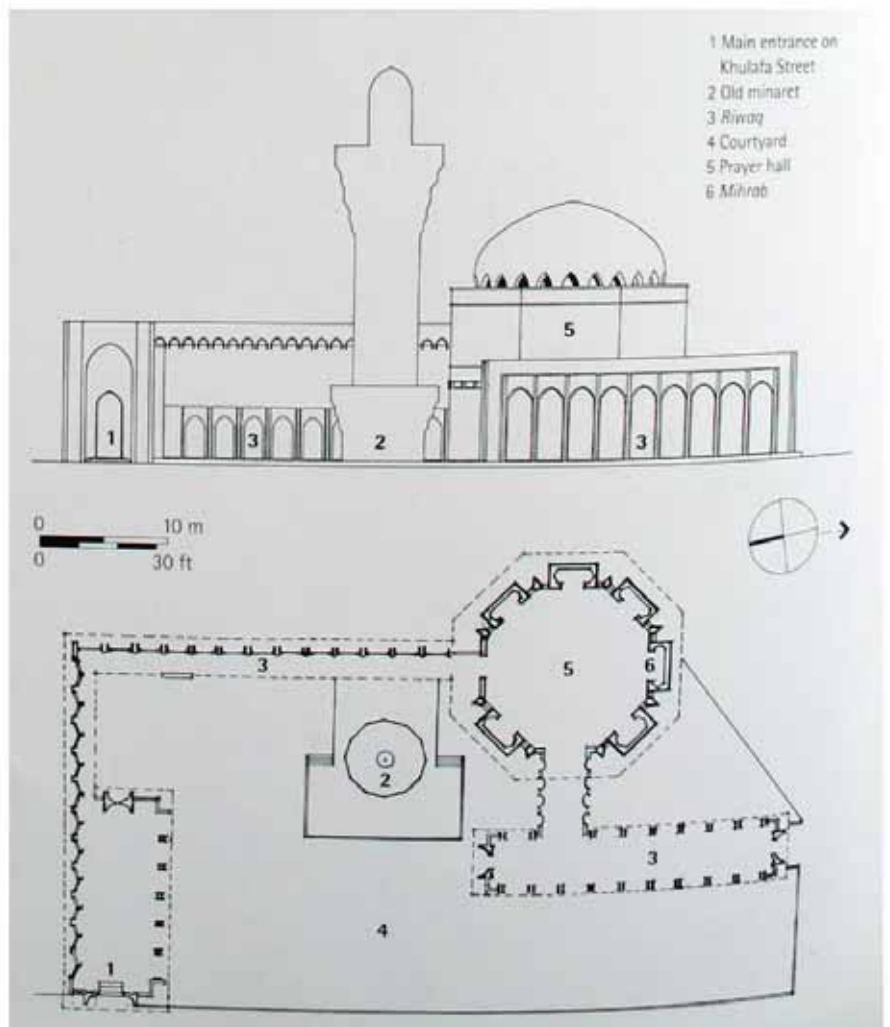 1 Main entrance on
Khulafa Street
2 Old minaret
3 Riwaq
4 Courtyard
5 Prayer hall
6 Mihrab
5
1
3
2
3
0
10 m
0
30 ft
3
5
6
2
3
4
1